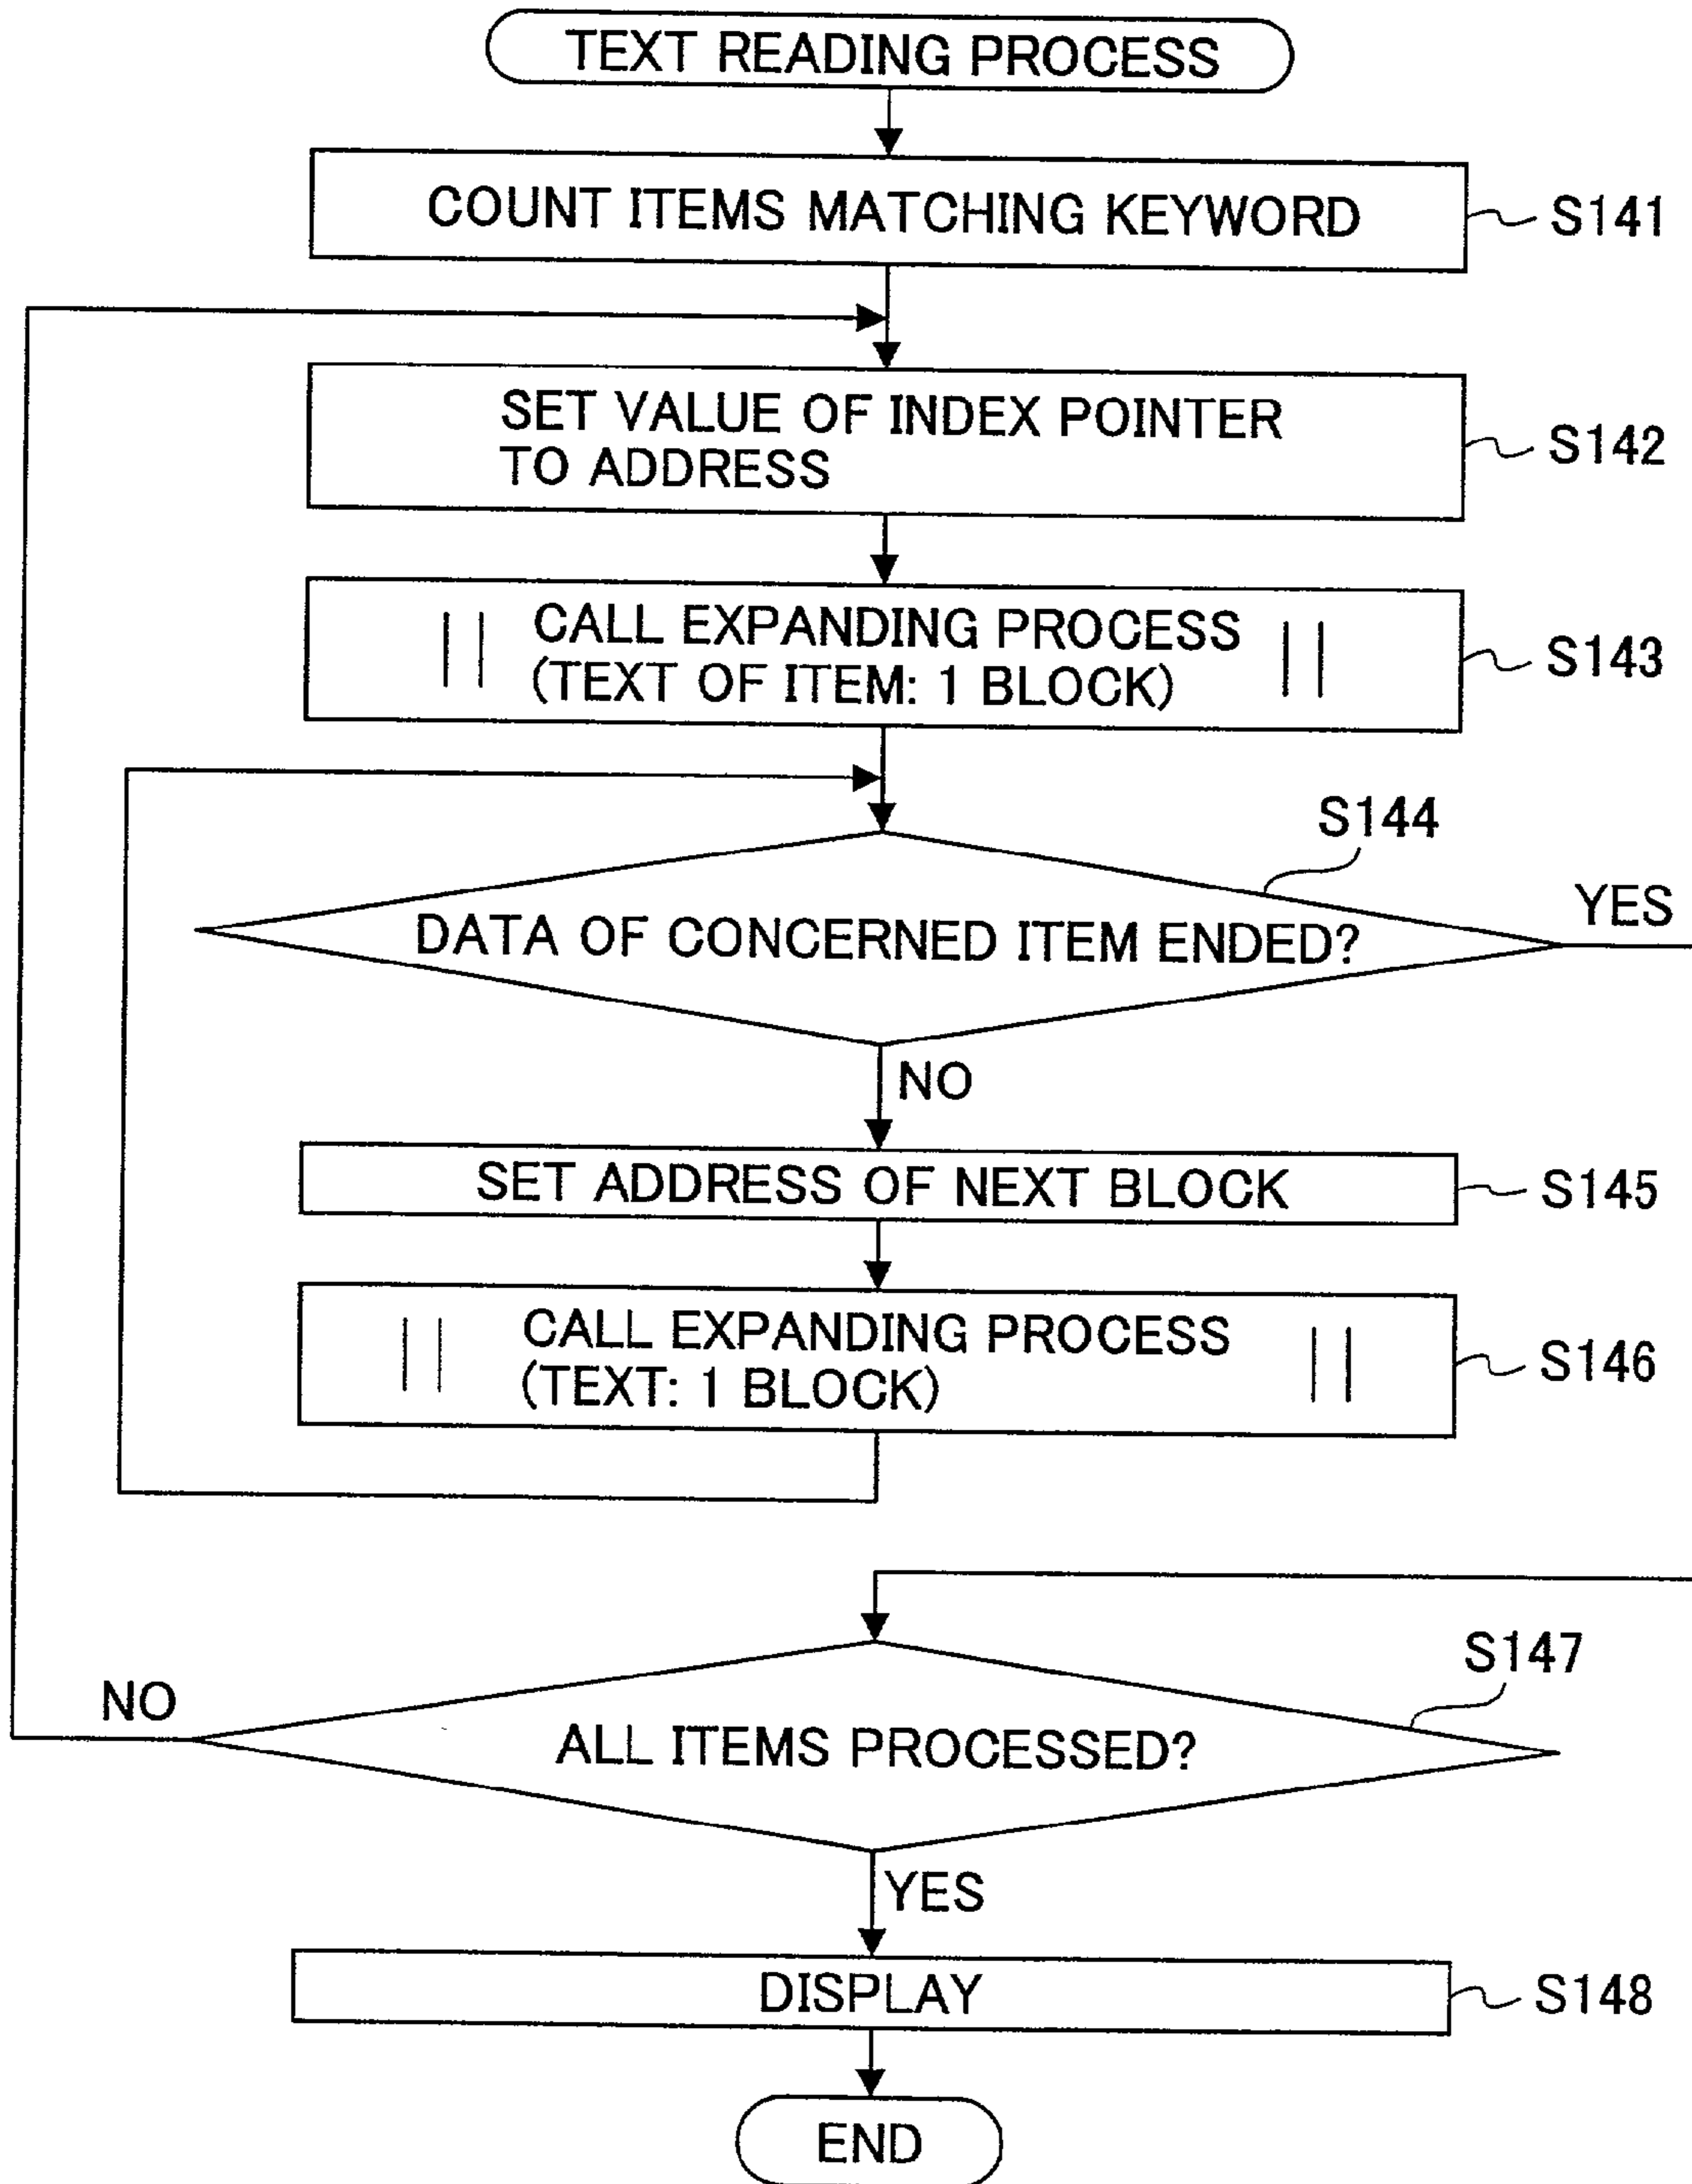 TEXT READING PROCESS
COUNT ITEMS MATCHING KEYWORD
S141
SET VALUE OF INDEX POINTER
TO ADDRESS
S142
CALL EXPANDING PROCESS
(TEXT OF ITEM: 1 BLOCK)
S143
S144
YES
DATA OF CONCERNED ITEM ENDED?
NO
SET ADDRESS OF NEXT BLOCK
S145
CALL EXPANDING PROCESS
(TEXT: 1 BLOCK)
S146
S147
NO
ALL ITEMS PROCESSED?
YES
DISPLAY
S148
END